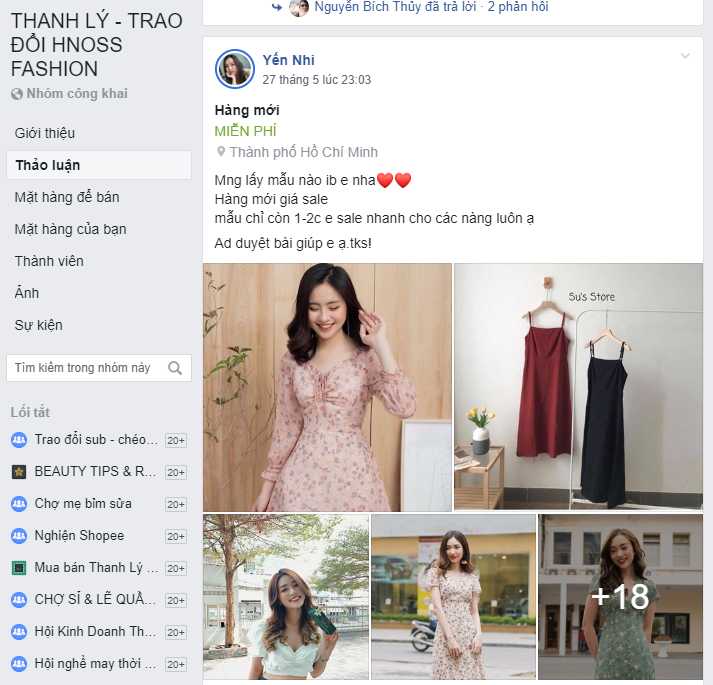 THANH LÝ - TRAO
ĐỔI HNOSS
FASHION
Nhóm công khai
Giới thiệu
Thảo luận
Mặt hàng để bán
Mặt hàng của bạn
Thành viên
Ảnh
Sự kiện
Tìm kiếm trong nhóm này
Lối tắt
Trao đổi sub - chéo... 20+
BEAUTY TIPS & R... 20+
Chợ mẹ bỉm sửa 20+
Nghiện Shopee 20+
Mua bán Thanh Lý ... 20+
CHỢ SỈ & LẼ QUẦ... 20+
Hội Kinh Doanh Th... 20+
Hội nghề may thời ... 20+
Nguyễn Bích Thủy đã trả lời · 2 phản hồi
Yến Nhi
27 tháng 5 lúc 23:03
Hàng mới
MIỄN PHÍ
Thành phố Hồ Chí Minh
Mng lấy mẫu nào ib e nha❤️❤️
Hàng mới giá sale
mẫu chỉ còn 1-2c e sale nhanh cho các nàng luôn ạ
Ad duyệt bài giúp e ạ.tks!
Su's Store
+18